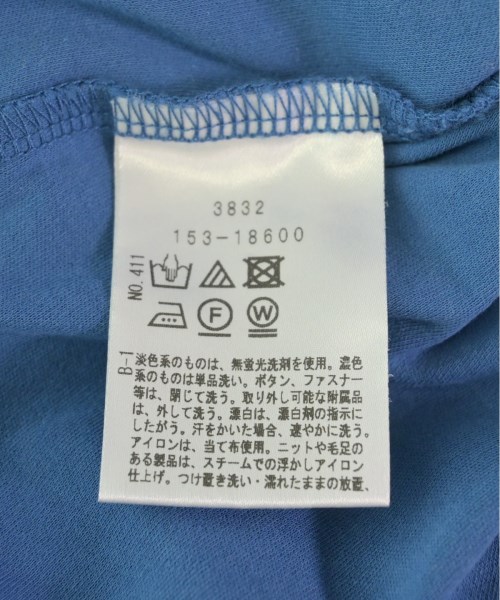 3832
153-18600
NO.411
F
W
B-1
淡色系のものは、無蛍光洗剤を使用。濃色
系のものは単品洗い。ボタン、ファスナー
等は、閉じて洗う。取り外し可能な附属品
は、外して洗う。漂白は、漂白剤の指示に
したがう。汗をかいた場合、速やかに洗う。
アイロンは、当て布使用。ニットや毛足の
ある製品は、スチームでの浮かしアイロン
仕上げ。つけ置き洗い・濡れたままの放置、